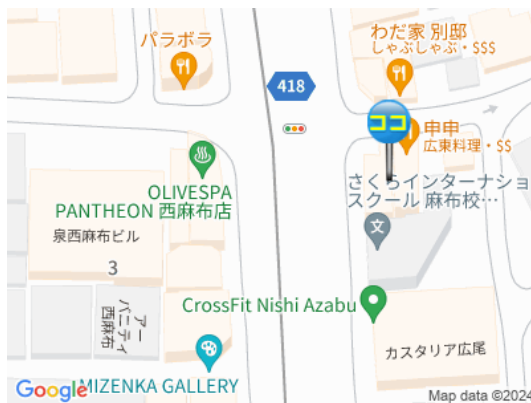 パラボラ
わだ家 別邸
しゃぶしゃぶ・$$$
418
ココ
申申
広東料理・$$
OLIVESPA
PANTHEON 西麻布店
さくらインターナショ
スクール 麻布校…
文
泉西麻布ビル
3
アー
バニティ
西麻布
CrossFit Nishi Azabu
カスタリア広尾
MIZENKA GALLERY
Google
Map data ©2024